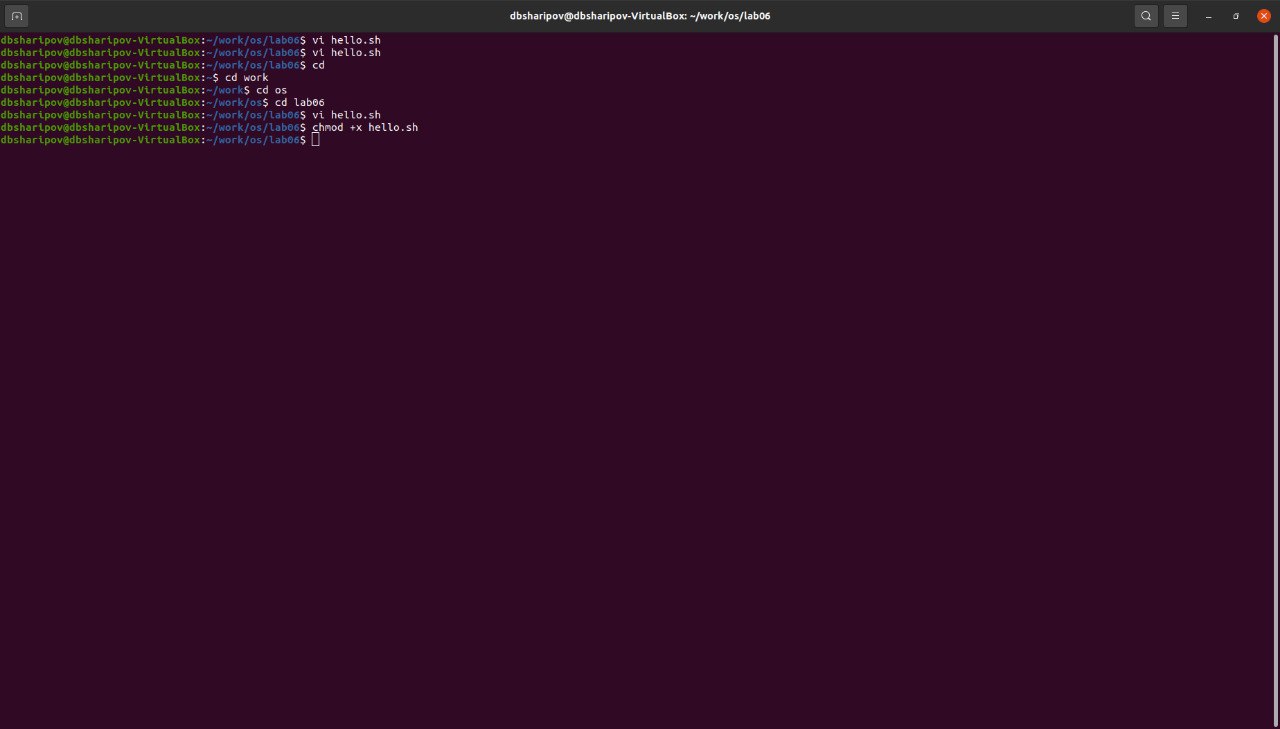 dbsharipov@dbsharipov-VirtualBox: ~/work/os/lab06
dbsharipov@dbsharipov-VirtualBox:~/work/os/lab06$ vi hello.sh
dbsharipov@dbsharipov-VirtualBox:~/work/os/lab06$ vi hello.sh
dbsharipov@dbsharipov-VirtualBox:~/work/os/lab06$ cd
dbsharipov@dbsharipov-VirtualBox:~$ cd work
dbsharipov@dbsharipov-VirtualBox:~/work$ cd os
dbsharipov@dbsharipov-VirtualBox:~/work/os$ cd lab06
dbsharipov@dbsharipov-VirtualBox:~/work/os/lab06$ vi hello.sh
dbsharipov@dbsharipov-VirtualBox:~/work/os/lab06$ chmod +x hello.sh
dbsharipov@dbsharipov-VirtualBox:~/work/os/lab06$